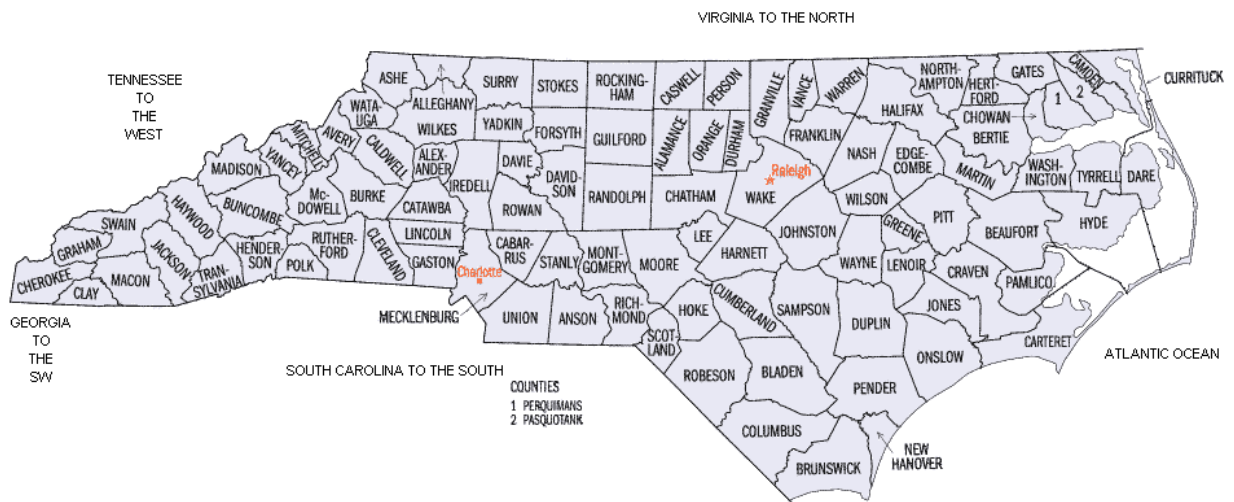 VIRGINIA TO THE NORTH
TENNESSEE
TO
THE
WEST
GEORGIA
TO
THE
SW
SOUTH CAROLINA TO THE SOUTH
ATLANTIC OCEAN
ASHE
ALLEGHANY
SURRY
STOKES
ROCKING-
HAM
CASWELL
PERSON
GRANVILLE
VANCE
WARREN
NORTH-
AMPTON
HERT-
FORD
GATES
CAMDEN
CURRITUCK
WATA-
UGA
WILKES
YADKIN
FORSYTH
GUILFORD
ALAMANCE
ORANGE
DURHAM
FRANKLIN
HALIFAX
CHOWAN
BERTIE
1
2
MITCHELL
AVERY
CALDWELL
ALEX-
ANDER
IREDELL
DAVIE
DAVID-
SON
RANDOLPH
CHATHAM
Raleigh
WAKE
NASH
EDGE-
COMBE
MARTIN
WASH-
INGTON
TYRRELL
DARE
MADISON
YANCEY
BUNCOMBE
Mc-
DOWELL
BURKE
CATAWBA
ROWAN
WILSON
PITT
BEAUFORT
HYDE
SWAIN
HAYWOOD
GRAHAM
CHEROKEE
CLAY
MACON
JACKSON
TRAN-
SYLVANIA
HENDER-
SON
POLK
RUTHER-
FORD
CLEVELAND
LINCOLN
GASTON
Charlotte
MECKLENBURG
CABAR-
RUS
STANLY
MONT-
GOMERY
MOORE
LEE
HARNETT
JOHNSTON
WAYNE
GREENE
LENOIR
CRAVEN
PAMLICO
JONES
CARTERET
UNION
ANSON
RICH-
MOND
SCOT-
LAND
HOKE
CUMBERLAND
SAMPSON
DUPLIN
ONSLOW
ROBESON
BLADEN
PENDER
COLUMBUS
BRUNSWICK
NEW
HANOVER
COUNTIES
1 PERQUIMANS
2 PASQUOTANK